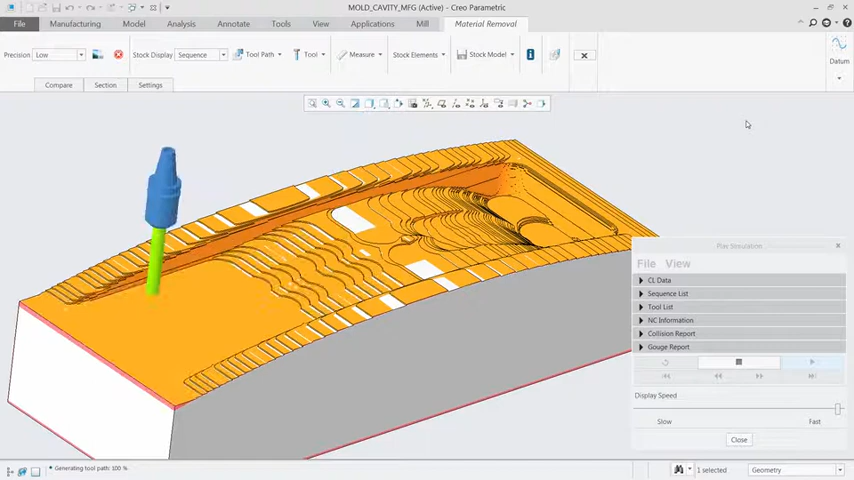 MOLD_CAVITY_MFG (Active) - Creo Parametric
File Manufacturing Model Analysis Annotate Tools View Applications Mill Material Removal
Precision Low Stock Display Sequence Tool Path Tool Measure Stock Elements Stock Model Datum
Compare Section Settings
Play Simulation
File View
CL Data
Sequence List
Tool List
NC Information
Collision Report
Gouge Report
Display Speed
Slow Fast
Close
Generating tool path: 100 %
1 selected Geometry